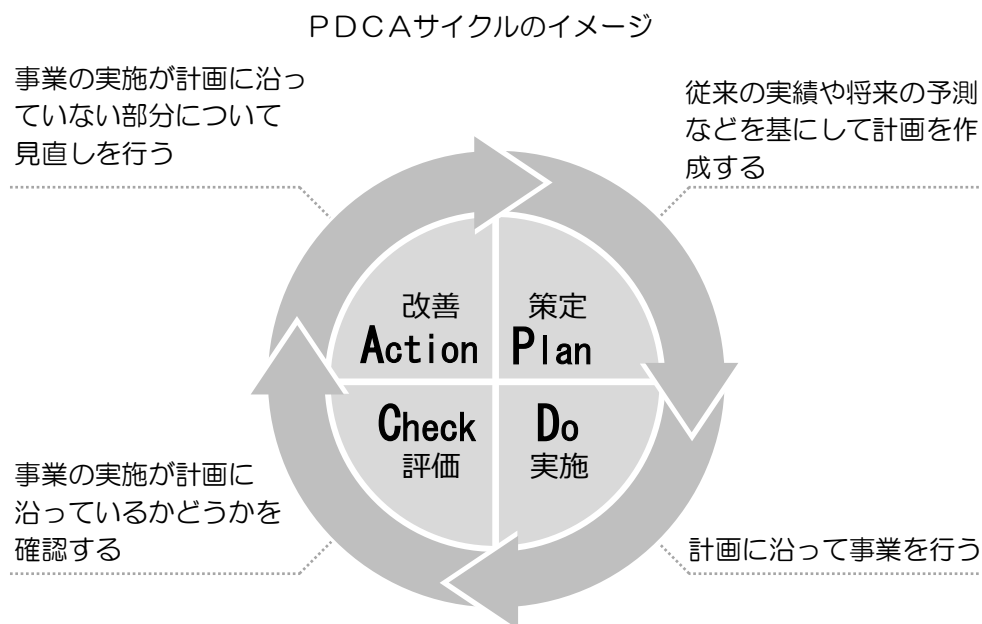 ＰＤＣＡサイクルのイメージ
事業の実施が計画に沿っ
ていない部分について
見直しを行う
従来の実績や将来の予測
などを基にして計画を作
成する
改善
Action
策定
Plan
Check
評価
Do
実施
事業の実施が計画に
沿っているかどうかを
確認する
計画に沿って事業を行う